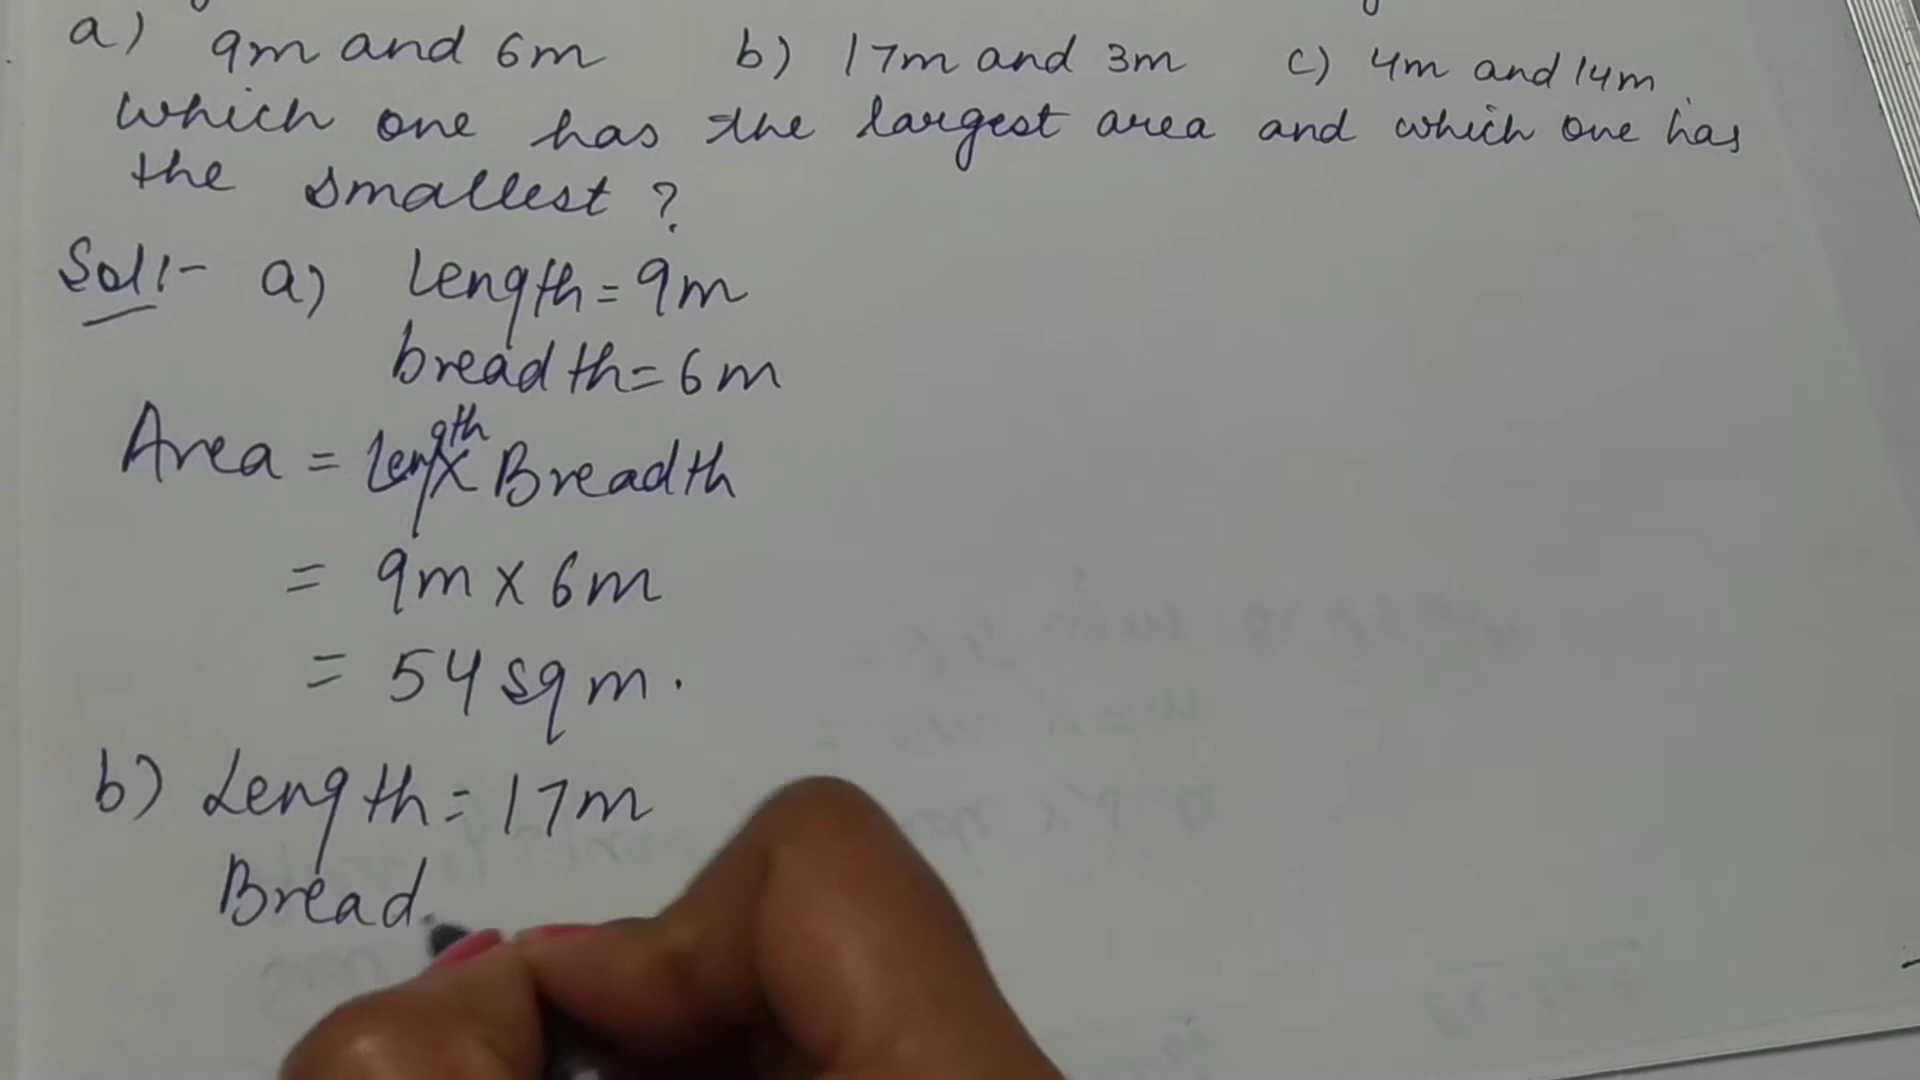 a) 9m and 6m b) 17m and 3m c) 4m and 14m.
which one has the largest area and which one has
the smallest ?
Sol:- a) Length = 9m
breadth = 6m
Area = Length x Breadth
= 9m x 6m
= 54 sq m.
b) Length = 17m
Bread